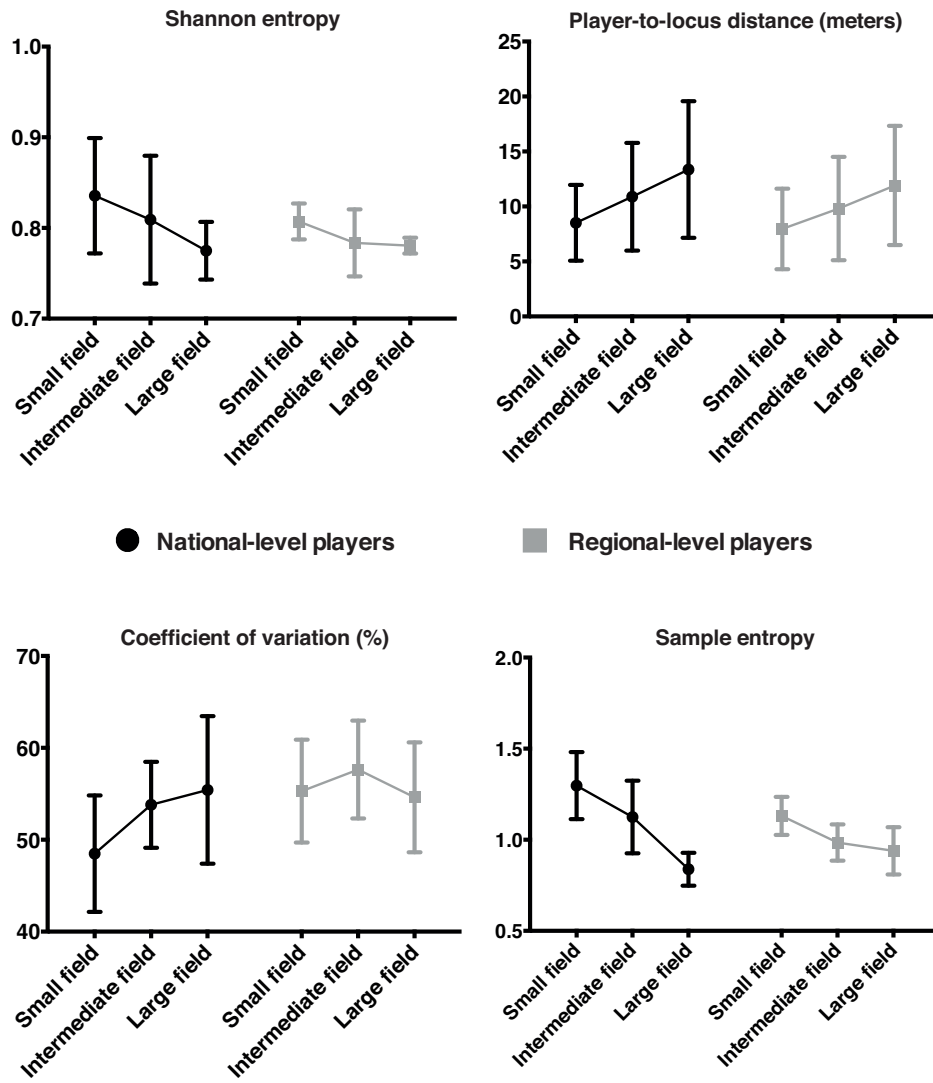 Shannon entropy
1.0
0.9
0.8
0.7
Small field
Intermediate field
Large field
Small field
Intermediate field
Large field
Player-to-locus distance (meters)
25
20
15
10
5
0
Small field
Intermediate field
Large field
Small field
Intermediate field
Large field
National-level players
Regional-level players
Coefficient of variation (%)
70
60
50
40
Small field
Intermediate field
Large field
Small field
Intermediate field
Large field
Sample entropy
2.0
1.5
1.0
0.5
Small field
Intermediate field
Large field
Small field
Intermediate field
Large field